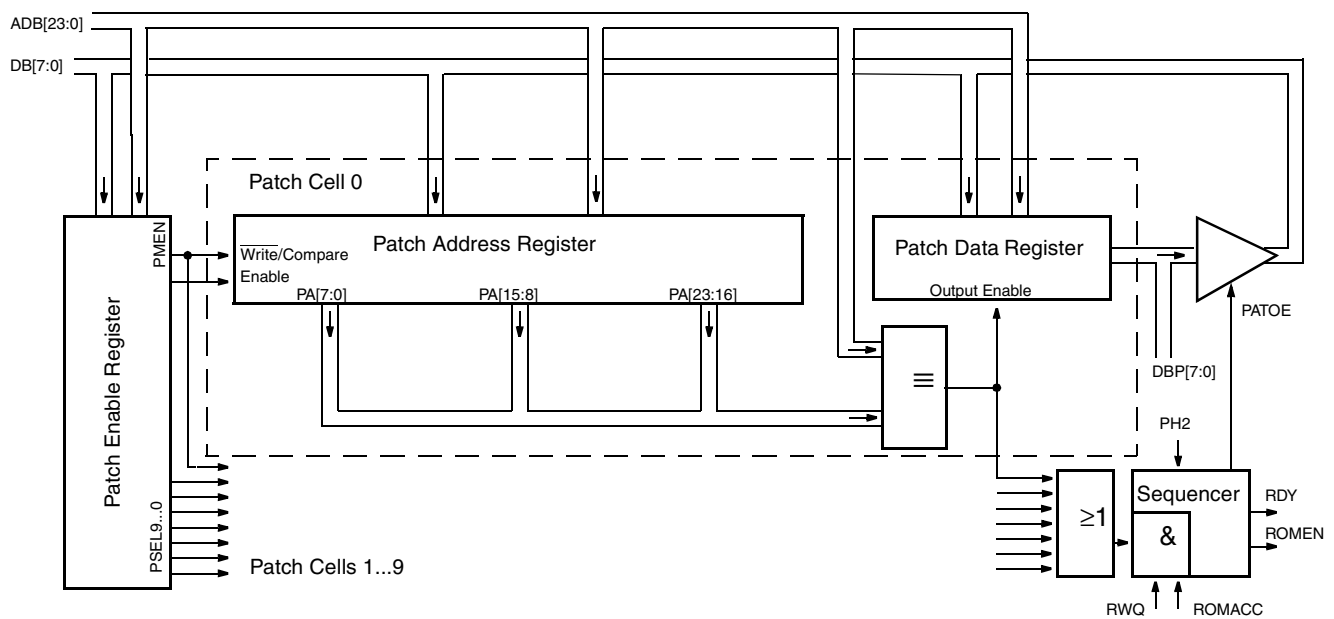 ADB[23:0]
DB[7:0]
Patch Cell 0
PMEN
Write/Compare
Enable
Patch Address Register
PA[7:0]
PA[15:8]
PA[23:16]
Patch Data Register
Output Enable
PATOE
DBP[7:0]
Patch Enable Register
≡
PH2
PSEL9...0
Patch Cells 1...9
≥1
Sequencer
&
RDY
ROMEN
RWQ
ROMACC